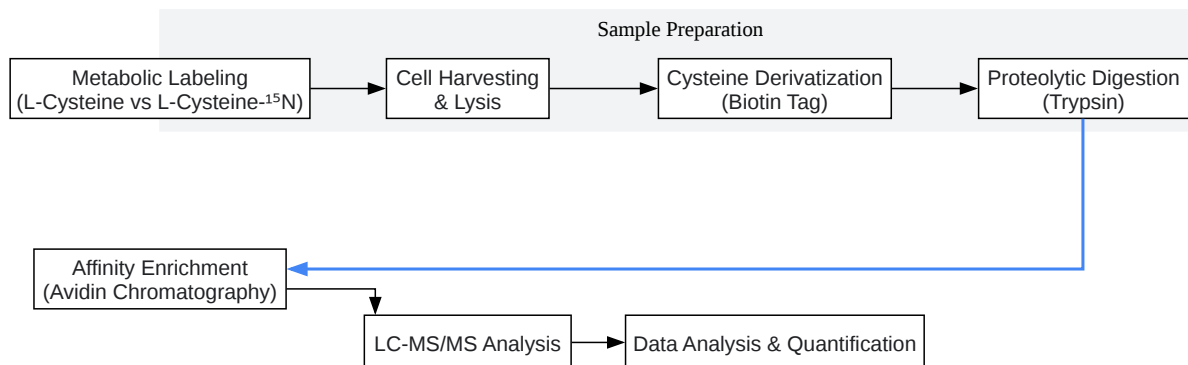 Sample Preparation
Metabolic Labeling
(L-Cysteine vs L-Cysteine-¹⁵N)
Cell Harvesting
& Lysis
Cysteine Derivatization
(Biotin Tag)
Proteolytic Digestion
(Trypsin)
Affinity Enrichment
(Avidin Chromatography)
LC-MS/MS Analysis
Data Analysis & Quantification